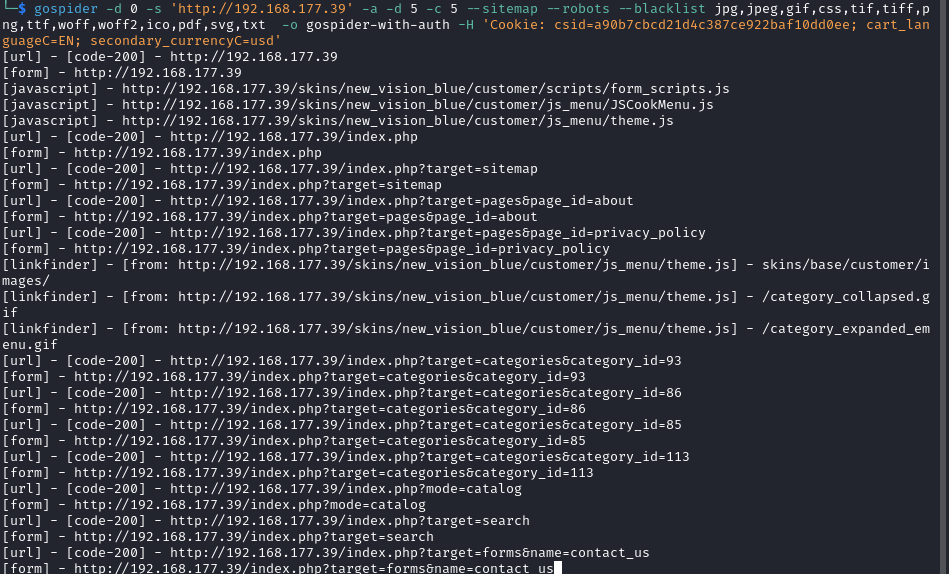 └─$ gospider -d 0 -s 'http://192.168.177.39' -a -d 5 -c 5 --sitemap --robots --blacklist jpg,jpeg,gif,css,tif,tiff,p
ng,ttf,woff,woff2,ico,pdf,svg,txt  -o gospider-with-auth -H 'Cookie: csid=a90b7cbcd21d4c387ce922baf10dd0ee; cart_lan
guageC=EN; secondary_currencyC=usd'
[url] - [code-200] - http://192.168.177.39
[form] - http://192.168.177.39
[javascript] - http://192.168.177.39/skins/new_vision_blue/customer/scripts/form_scripts.js
[javascript] - http://192.168.177.39/skins/new_vision_blue/customer/js_menu/JSCookMenu.js
[javascript] - http://192.168.177.39/skins/new_vision_blue/customer/js_menu/theme.js
[url] - [code-200] - http://192.168.177.39/index.php
[form] - http://192.168.177.39/index.php
[url] - [code-200] - http://192.168.177.39/index.php?target=sitemap
[form] - http://192.168.177.39/index.php?target=sitemap
[url] - [code-200] - http://192.168.177.39/index.php?target=pages&page_id=about
[form] - http://192.168.177.39/index.php?target=pages&page_id=about
[url] - [code-200] - http://192.168.177.39/index.php?target=pages&page_id=privacy_policy
[form] - http://192.168.177.39/index.php?target=pages&page_id=privacy_policy
[linkfinder] - [from: http://192.168.177.39/skins/new_vision_blue/customer/js_menu/theme.js] - skins/base/customer/i
mages/
[linkfinder] - [from: http://192.168.177.39/skins/new_vision_blue/customer/js_menu/theme.js] - /category_collapsed.g
if
[linkfinder] - [from: http://192.168.177.39/skins/new_vision_blue/customer/js_menu/theme.js] - /category_expanded_em
enu.gif
[url] - [code-200] - http://192.168.177.39/index.php?target=categories&category_id=93
[form] - http://192.168.177.39/index.php?target=categories&category_id=93
[url] - [code-200] - http://192.168.177.39/index.php?target=categories&category_id=86
[form] - http://192.168.177.39/index.php?target=categories&category_id=86
[url] - [code-200] - http://192.168.177.39/index.php?target=categories&category_id=85
[form] - http://192.168.177.39/index.php?target=categories&category_id=85
[url] - [code-200] - http://192.168.177.39/index.php?target=categories&category_id=113
[form] - http://192.168.177.39/index.php?target=categories&category_id=113
[url] - [code-200] - http://192.168.177.39/index.php?mode=catalog
[form] - http://192.168.177.39/index.php?mode=catalog
[url] - [code-200] - http://192.168.177.39/index.php?target=search
[form] - http://192.168.177.39/index.php?target=search
[url] - [code-200] - http://192.168.177.39/index.php?target=forms&name=contact_us
[form] - http://192.168.177.39/index.php?target=forms&name=contact_us